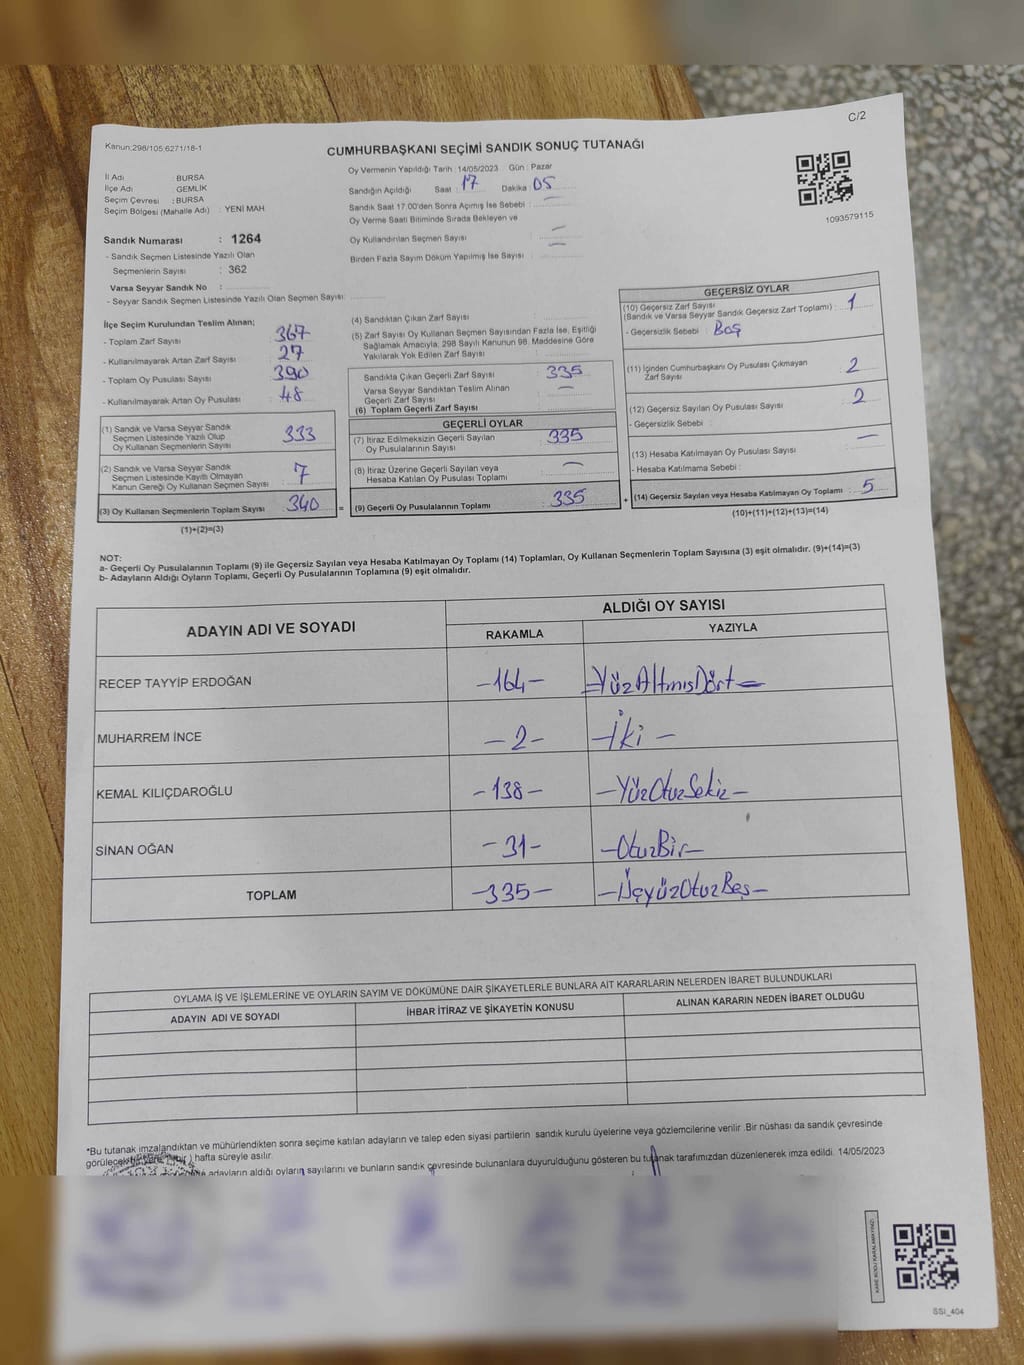 C/2
Kanun:298/105;6271/18-1
CUMHURBAŞKANI SEÇİMİ SANDIK SONUÇ TUTANAĞI
İl Adı : BURSA
İlçe Adı : GEMLİK
Seçim Çevresi : BURSA
Seçim Bölgesi (Mahalle Adı) : YENİ MAH
Sandık Numarası : 1264
- Sandık Seçmen Listesinde Yazılı Olan
Seçmenlerin Sayısı : 362
Varsa Seyyar Sandık No :
- Seyyar Sandık Seçmen Listesinde Yazılı Olan Seçmen Sayısı:
Oy Vermenin Yapıldığı Tarih : 14/05/2023 Gün : Pazar
Sandığın Açıldığı Saat : 17 Dakika : 05
Sandık Saat 17.00'den Sonra Açımış İse Sebebi : —
Oy Verme Saati Bitiminde Sırada Bekleyen ve
Oy Kullandırılan Seçmen Sayısı : —
Birden Fazla Sayım Döküm Yapılmış İse Sayısı : —
1093579115
İlçe Seçim Kurulundan Teslim Alınan;
- Toplam Zarf Sayısı : 367
- Kullanılmayarak Artan Zarf Sayısı : 27
- Toplam Oy Pusulası Sayısı : 390
- Kullanılmayarak Artan Oy Pusulası : 48
(1) Sandık ve Varsa Seyyar Sandık
Seçmen Listesinde Yazılı Olup
Oy Kullanan Seçmenlerin Sayısı : 333
(2) Sandık ve Varsa Seyyar Sandık
Seçmen Listesinde Kayıtlı Olmayan
Kanun Gereği Oy Kullanan Seçmen Sayısı : 7
(3) Oy Kullanan Seçmenlerin Toplam Sayısı : 340
(1)+(2)=(3)
(4) Sandıktan Çıkan Zarf Sayısı :
(5) Zarf Sayısı Oy Kullanan Seçmen Sayısından Fazla İse, Eşitliği
Sağlamak Amacıyla, 298 Sayılı Kanunun 98. Maddesine Göre
Yakılarak Yok Edilen Zarf Sayısı :
Sandıkta Çıkan Geçerli Zarf Sayısı : 335
Varsa Seyyar Sandıktan Teslim Alınan
Geçerli Zarf Sayısı : —
(6) Toplam Geçerli Zarf Sayısı :
GEÇERLİ OYLAR
(7) İtiraz Edilmeksizin Geçerli Sayılan
Oy Pusulalarının Sayısı : 335
(8) İtiraz Üzerine Geçerli Sayılan veya
Hesaba Katılan Oy Pusulası Toplamı : —
= (9) Geçerli Oy Pusulalarının Toplamı : 335 +
GEÇERSİZ OYLAR
(10) Geçersiz Zarf Sayısı
(Sandık ve Varsa Seyyar Sandık Geçersiz Zarf Toplamı) : 1
- Geçersizlik Sebebi : Boş
(11) İçinden Cumhurbaşkanı Oy Pusulası Çıkmayan
Zarf Sayısı : 2
(12) Geçersiz Sayılan Oy Pusulası Sayısı : 2
- Geçersizlik Sebebi :
(13) Hesaba Katılmayan Oy Pusulası Sayısı : —
- Hesaba Katılmama Sebebi :
(14) Geçersiz Sayılan veya Hesaba Katılmayan Oy Toplamı : 5
(10)+(11)+(12)+(13)=(14)
NOT:
a- Geçerli Oy Pusulalarının Toplamı (9) ile Geçersiz Sayılan veya Hesaba Katılmayan Oy Toplamı (14) Toplamları, Oy Kullanan Seçmenlerin Toplam Sayısına (3) eşit olmalıdır. (9)+(14)=(3)
b- Adayların Aldığı Oyların Toplamı, Geçerli Oy Pusulalarının Toplamına (9) eşit olmalıdır.
ADAYIN ADI VE SOYADI
ALDIĞI OY SAYISI
RAKAMLA YAZIYLA
RECEP TAYYİP ERDOĞAN -164- -YüzAltmışDört-
MUHARREM İNCE -2- -İki-
KEMAL KILIÇDAROĞLU -138- -YüzOtuzSekiz-
SİNAN OĞAN -31- -OtuzBir-
TOPLAM -335- -ÜçyüzOtuzBeş-
OYLAMA İŞ VE İŞLEMLERİNE VE OYLARIN SAYIM VE DÖKÜMÜNE DAİR ŞİKAYETLERLE BUNLARA AİT KARARLARIN NELERDEN İBARET BULUNDUKLARI
ADAYIN ADI VE SOYADI İHBAR İTİRAZ VE ŞİKAYETİN KONUSU ALINAN KARARIN NEDEN İBARET OLDUĞU
*Bu tutanak imzalandıktan ve mühürlendikten sonra seçime katılan adayların ve talep eden siyasi partilerin sandık kurulu üyelerine veya gözlemcilerine verilir .Bir nüshası da sandık çevresinde
hafta süreyle asılır.
adayların aldığı oyların sayılarını ve bunların sandık çevresinde bulunanlara duyurulduğunu gösteren bu tutanak tarafımızdan düzenlenerek imza edildi. 14/05/2023
KARE KODU KARALAMAYINIZ!
SSI_404